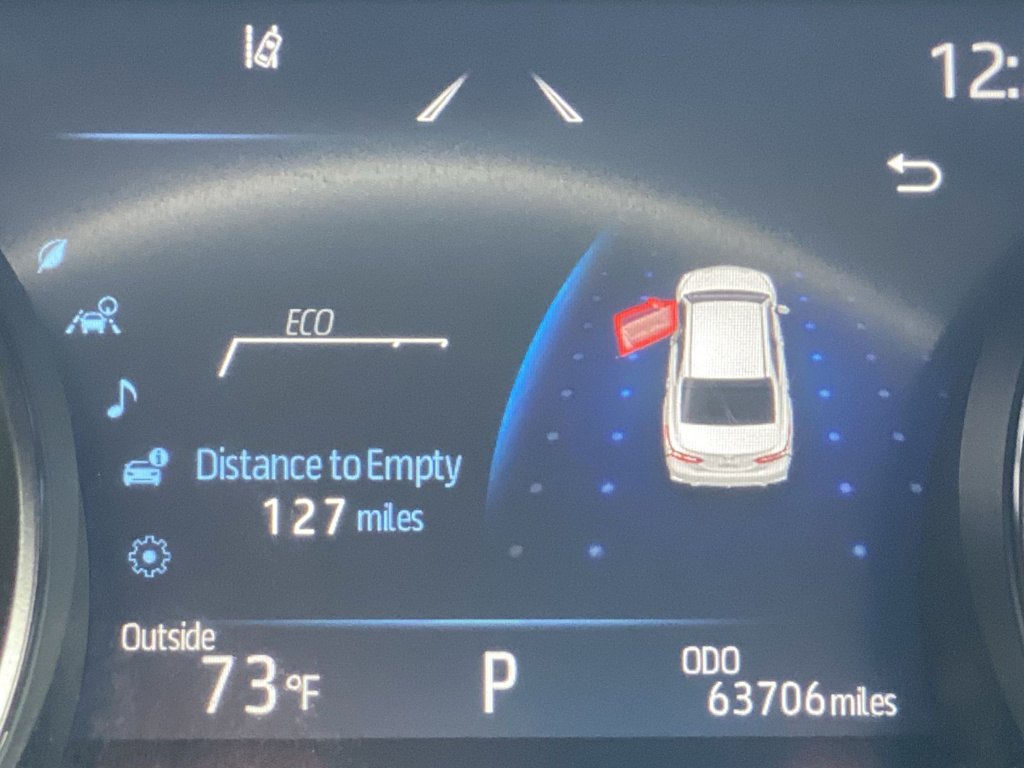 12:
ECO
Distance to Empty
127 miles
Outside
73 °F
P
ODO
63706 miles